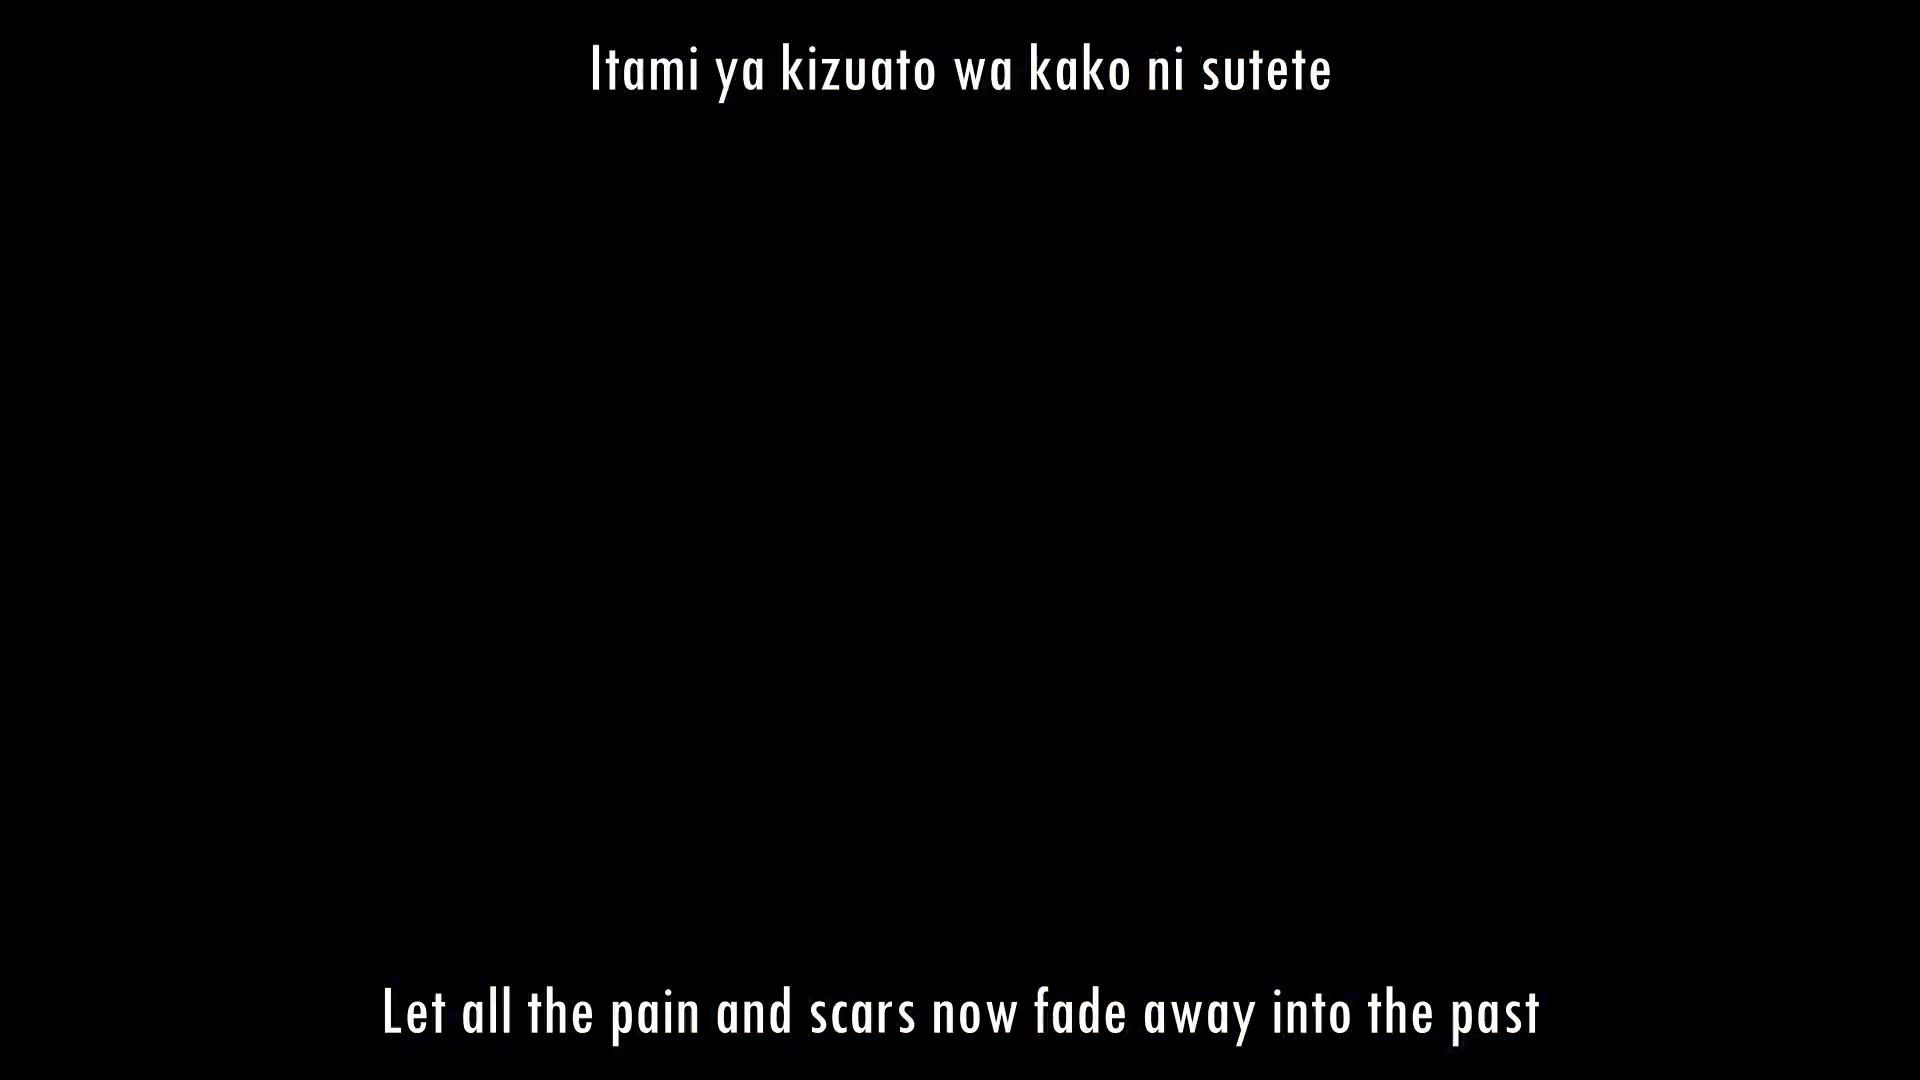 Itami ya kizuato wa kako ni sutete
Let all the pain and scars now fade away into the past